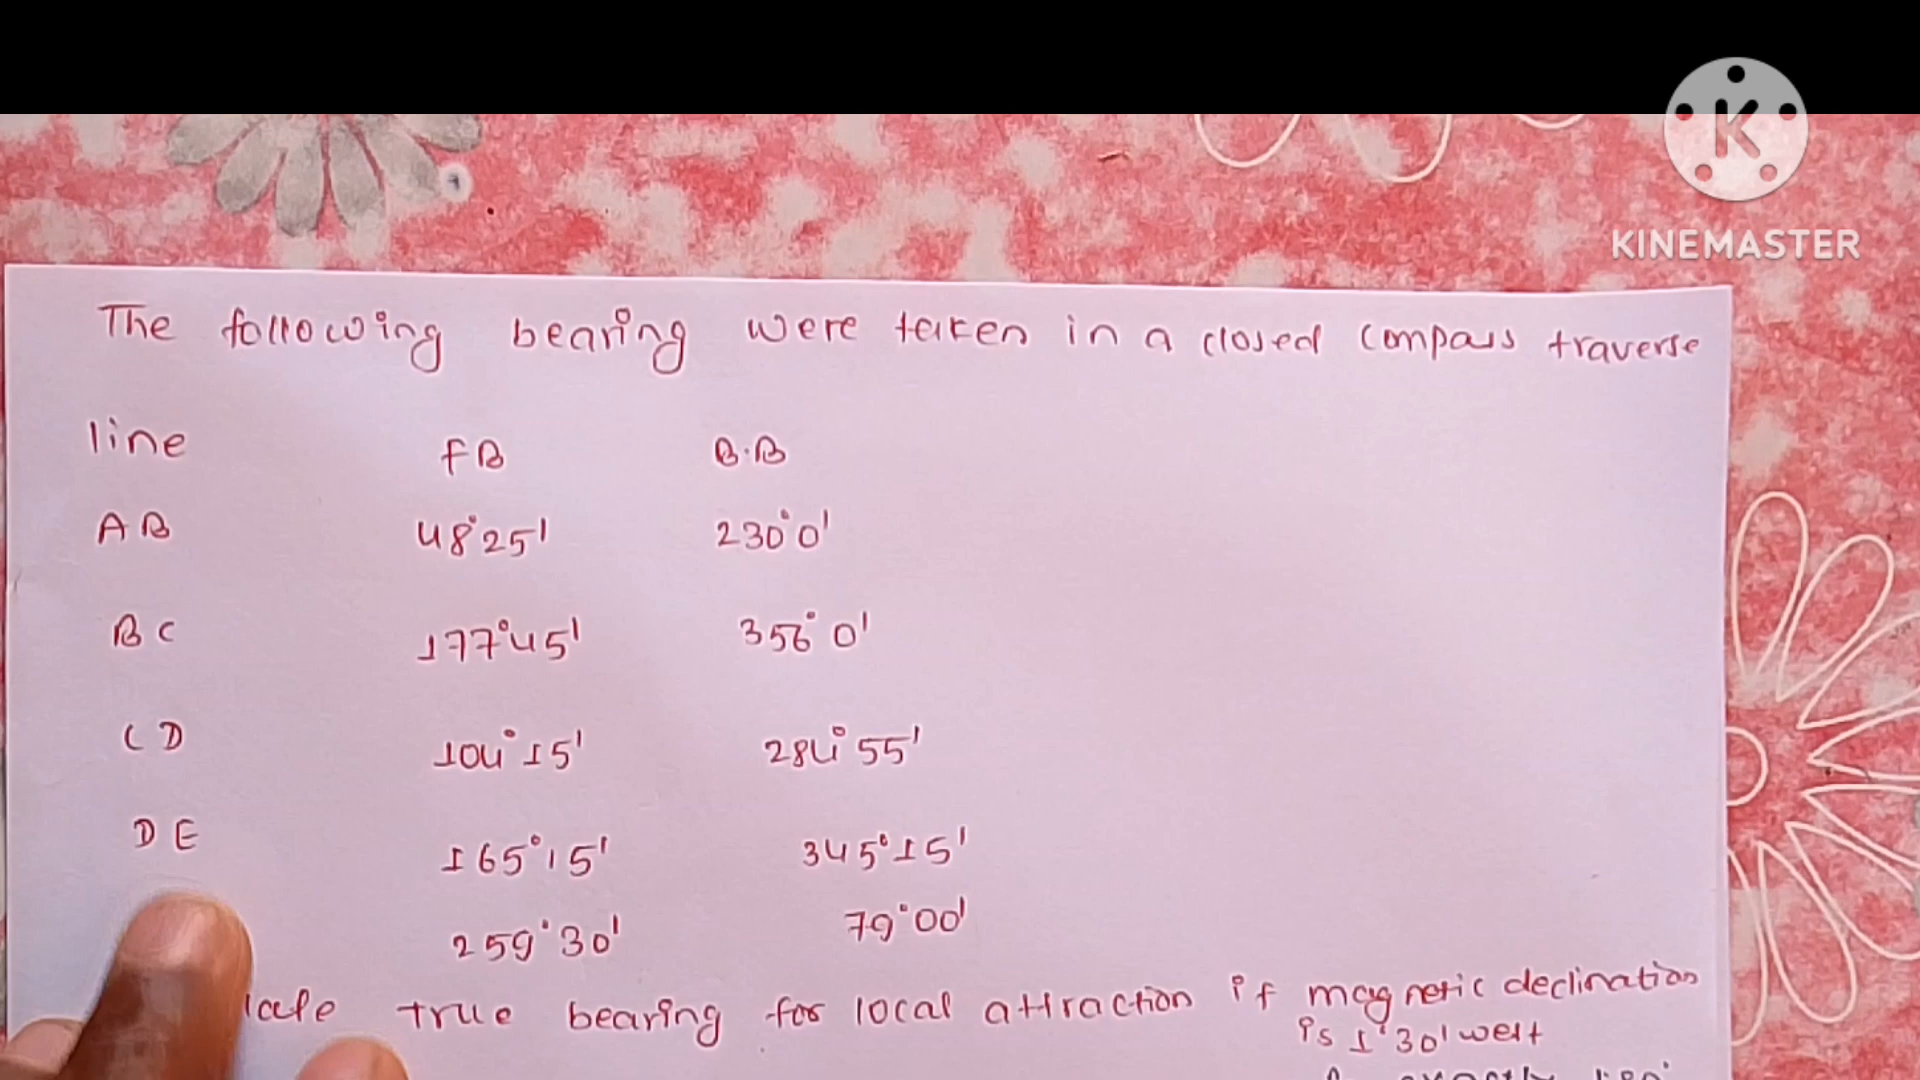 K
KINEMASTER
The following bearing were taken in a closed compass traverse
line FB B.B
AB 48°25' 230°0'
BC 177°45' 356°0'
CD 104°15' 284°55'
DE 165°15' 345°15'
259°30' 79°00'
late true bearing for local attraction if magnetic declination
is 1°30' west